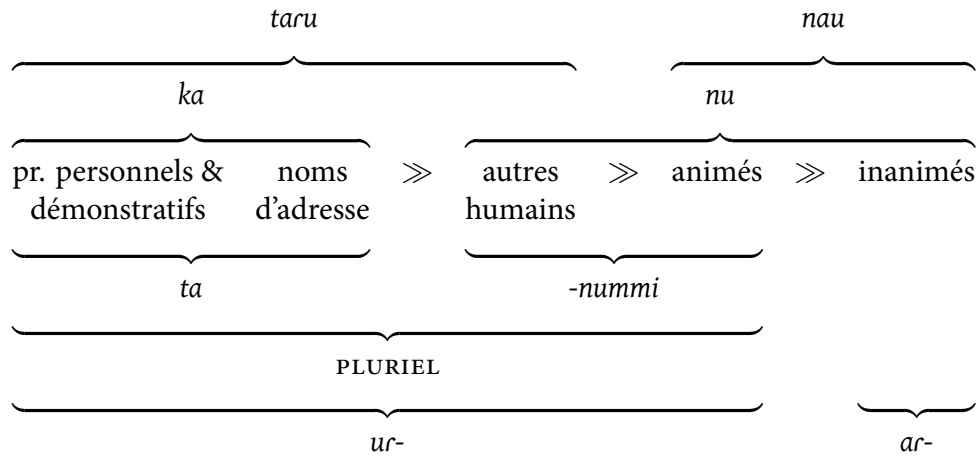 taɾu nau
ka nu
pr. personnels & noms ≫ autres ≫ animés ≫ inanimés
démonstratifs d'adresse humains
ta -nummi
PLURIEL
uɾ- aɾ-